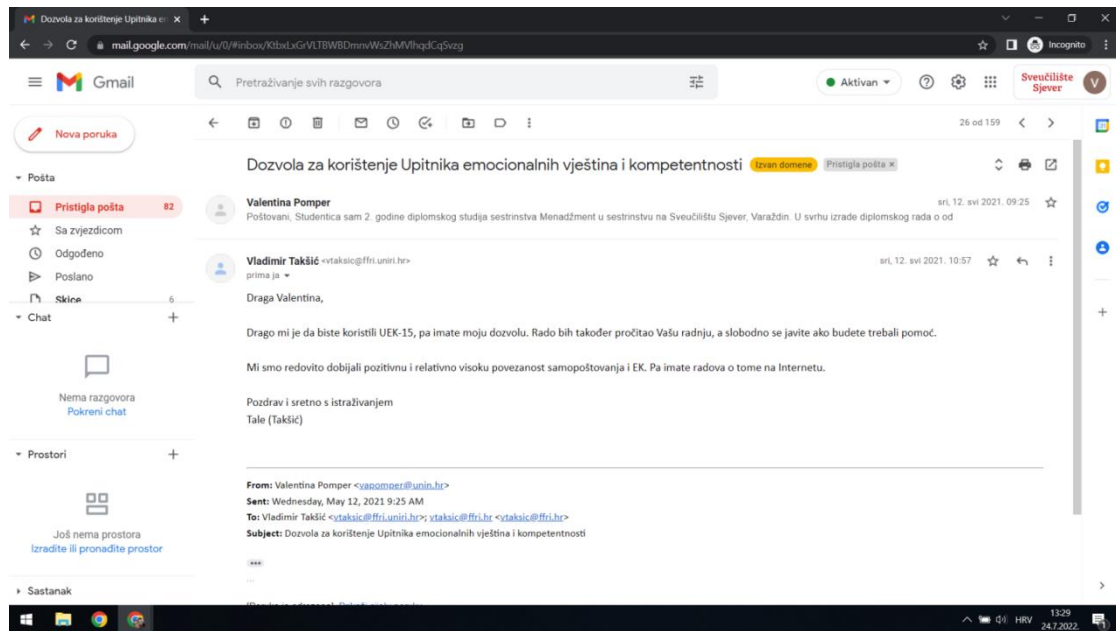 Dozvola za korištenje Upitnika er
mail.google.com/mail/u/0/#inbox/KtbxLxGrVLTBWBDmnvWsZhMVlhqdCqSvzg
Incognito
Gmail
Pretraživanje svih razgovora
Aktivan
Sveučilište
Sjever
V
Nova poruka
26 od 159
Pošta
Pristigla pošta 82
Sa zvjezdicom
Odgođeno
Poslano
Skice 6
Chat
Nema razgovora
Pokreni chat
Prostori
Još nema prostora
Izradite ili pronađite prostor
Sastanak
Dozvola za korištenje Upitnika emocionalnih vještina i kompetentnosti Izvan domene Pristigla pošta ×
Valentina Pomper sri, 12. svi 2021. 09:25
Poštovani, Studentica sam 2. godine diplomskog studija sestrinstva Menadžment u sestrinstvu na Sveučilištu Sjever, Varaždin. U svrhu izrade diplomskog rada o od
Vladimir Takšić <vtaksic@ffri.uniri.hr> sri, 12. svi 2021. 10:57
prima ja
Draga Valentina,
Drago mi je da biste koristili UEK-15, pa imate moju dozvolu. Rado bih također pročitao Vašu radnju, a slobodno se javite ako budete trebali pomoć.
Mi smo redovito dobijali pozitivnu i relativno visoku povezanost samopoštovanja i EK. Pa imate radova o tome na Internetu.
Pozdrav i sretno s istraživanjem
Tale (Takšić)
From: Valentina Pomper <vapomper@unin.hr>
Sent: Wednesday, May 12, 2021 9:25 AM
To: Vladimir Takšić <vtaksic@ffri.uniri.hr>; vtaksic@ffri.hr <vtaksic@ffri.hr>
Subject: Dozvola za korištenje Upitnika emocionalnih vještina i kompetentnosti
...
HRV
13:29
24.7.2022.